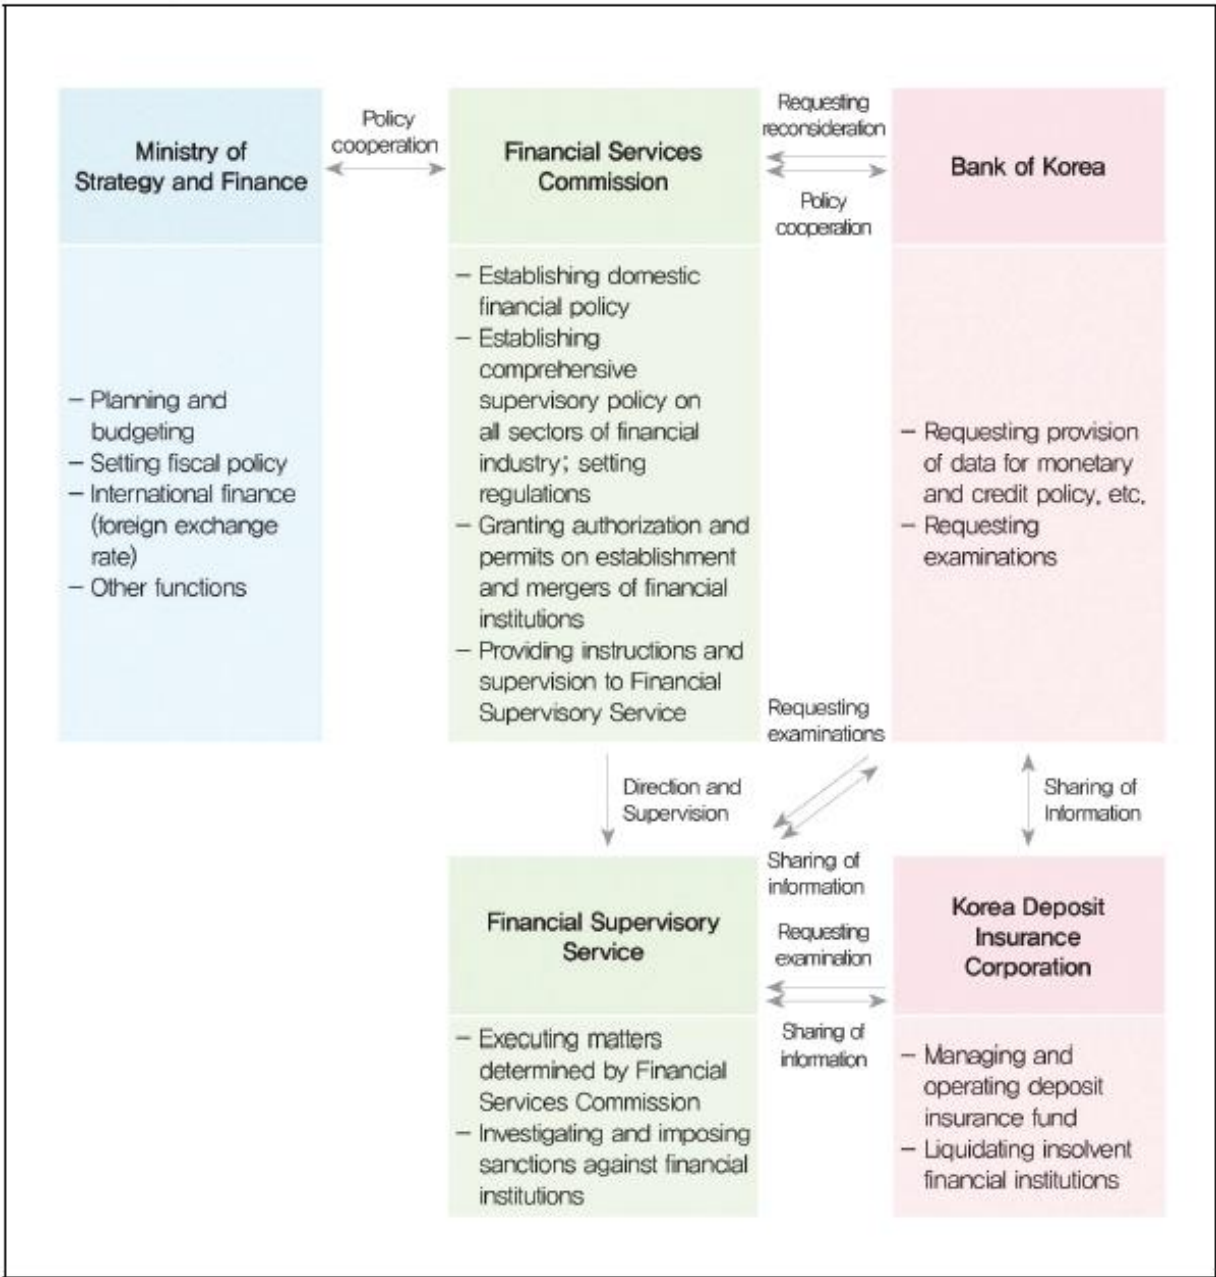 Ministry of
Strategy and Finance
Policy
cooperation
Financial Services
Commission
Requesting
reconsideration
Policy
cooperation
Bank of Korea
– Planning and
budgeting
– Setting fiscal policy
– International finance
(foreign exchange
rate)
– Other functions
– Establishing domestic
financial policy
– Establishing
comprehensive
supervisory policy on
all sectors of financial
industry; setting
regulations
– Granting authorization and
permits on establishment
and mergers of financial
institutions
– Providing instructions and
supervision to Financial
Supervisory Service
– Requesting provision
of data for monetary
and credit policy, etc.
– Requesting
examinations
Requesting
examinations
Direction and
Supervision
Sharing of
Information
Sharing of
information
Financial Supervisory
Service
Requesting
examination
Sharing of
information
Korea Deposit
Insurance
Corporation
– Executing matters
determined by Financial
Services Commission
– Investigating and imposing
sanctions against financial
institutions
– Managing and
operating deposit
insurance fund
– Liquidating insolvent
financial institutions